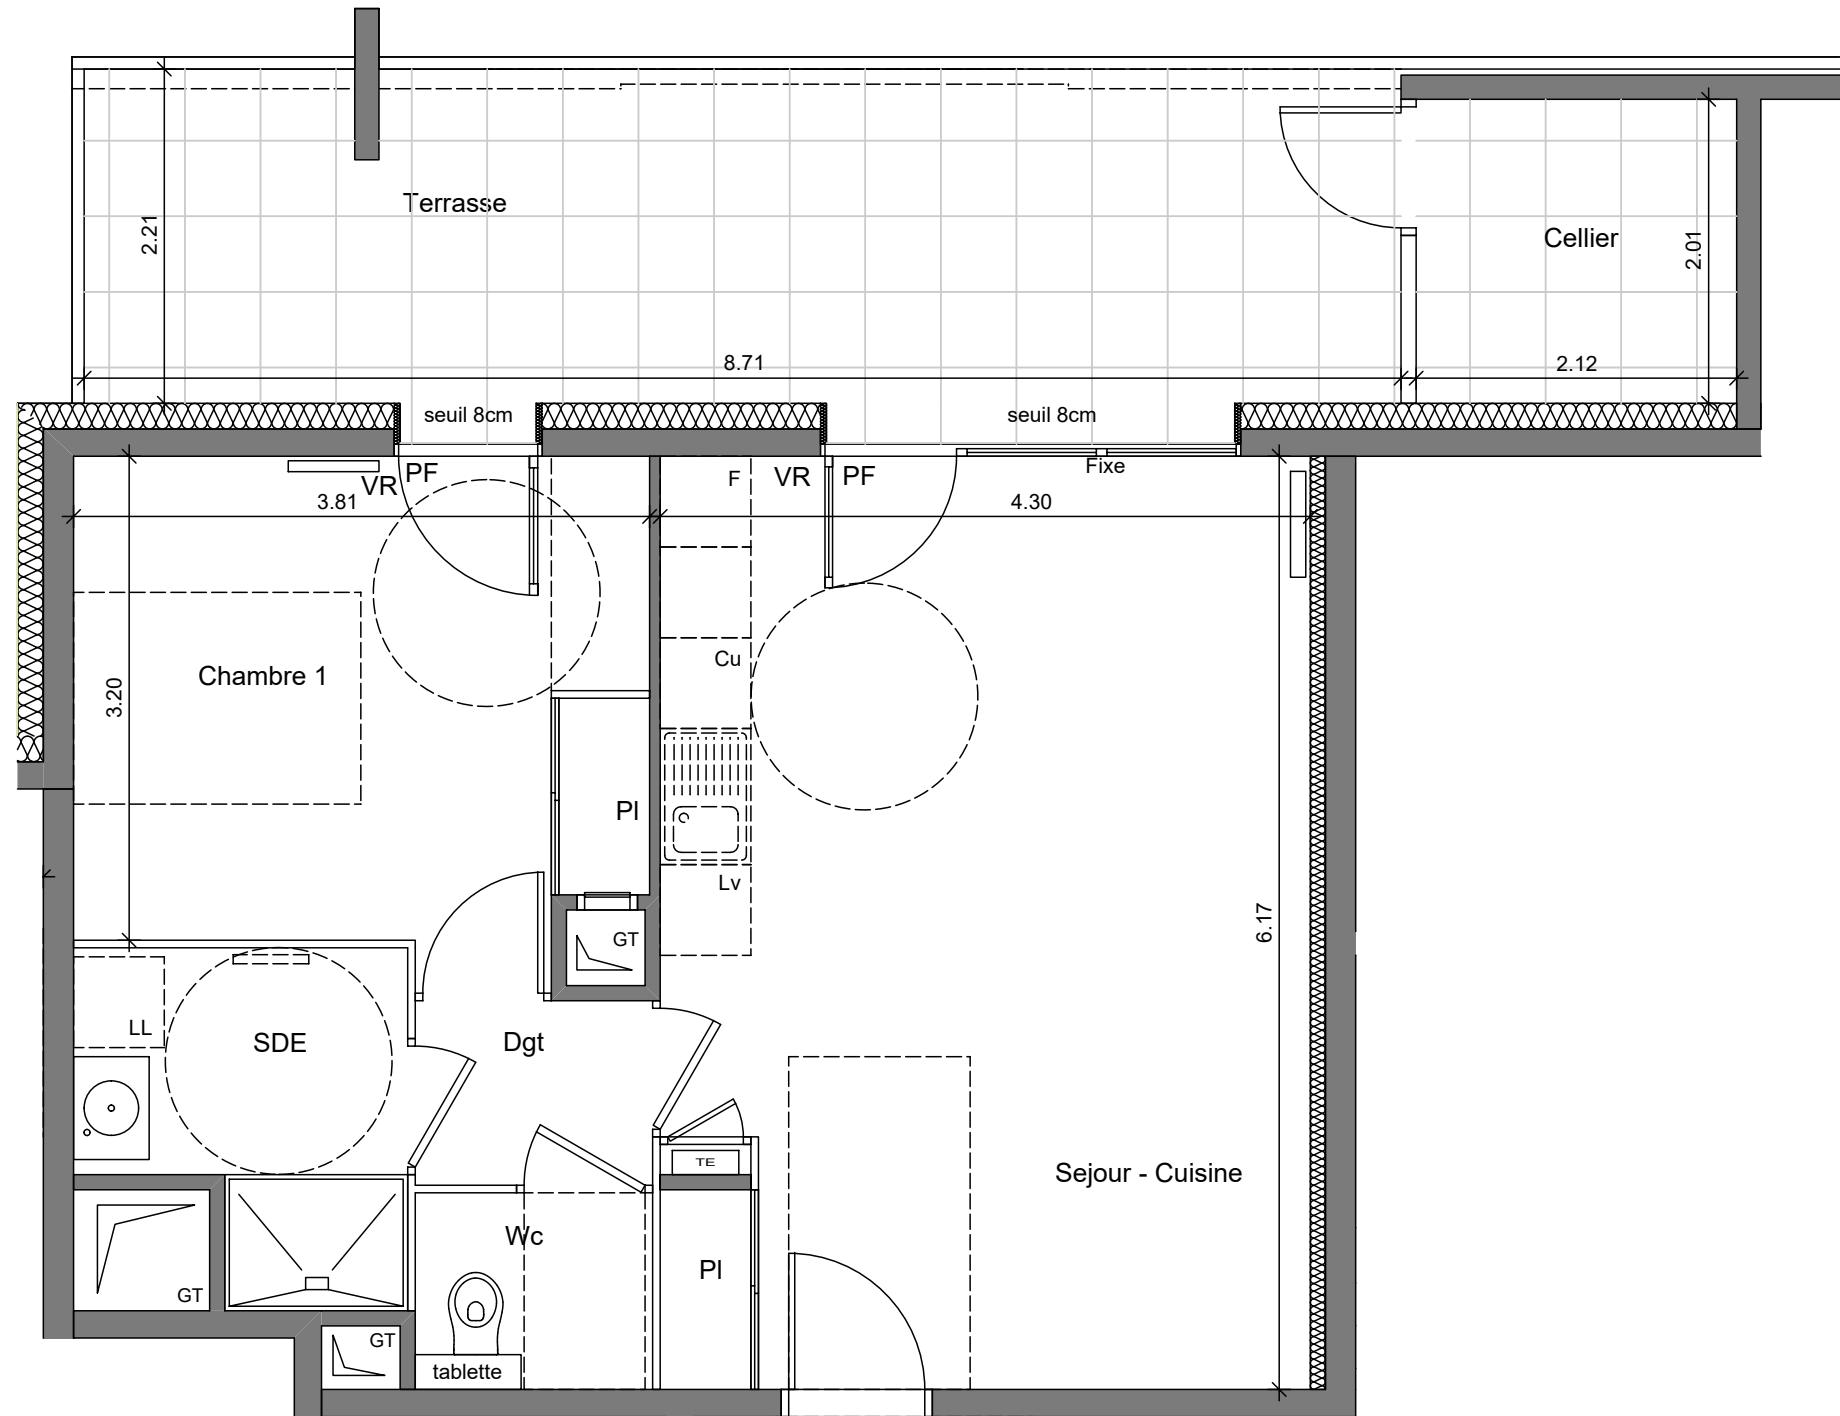 Terrasse
2.21
Cellier
2.01
8.71
2.12
seuil 8cm
seuil 8cm
VR
PF
F
VR
PF
Fixe
3.81
4.30
Chambre 1
3.20
Cu
Pl
Lv
6.17
GT
LL
SDE
Dgt
TE
Sejour - Cuisine
Wc
Pl
GT
GT
tablette